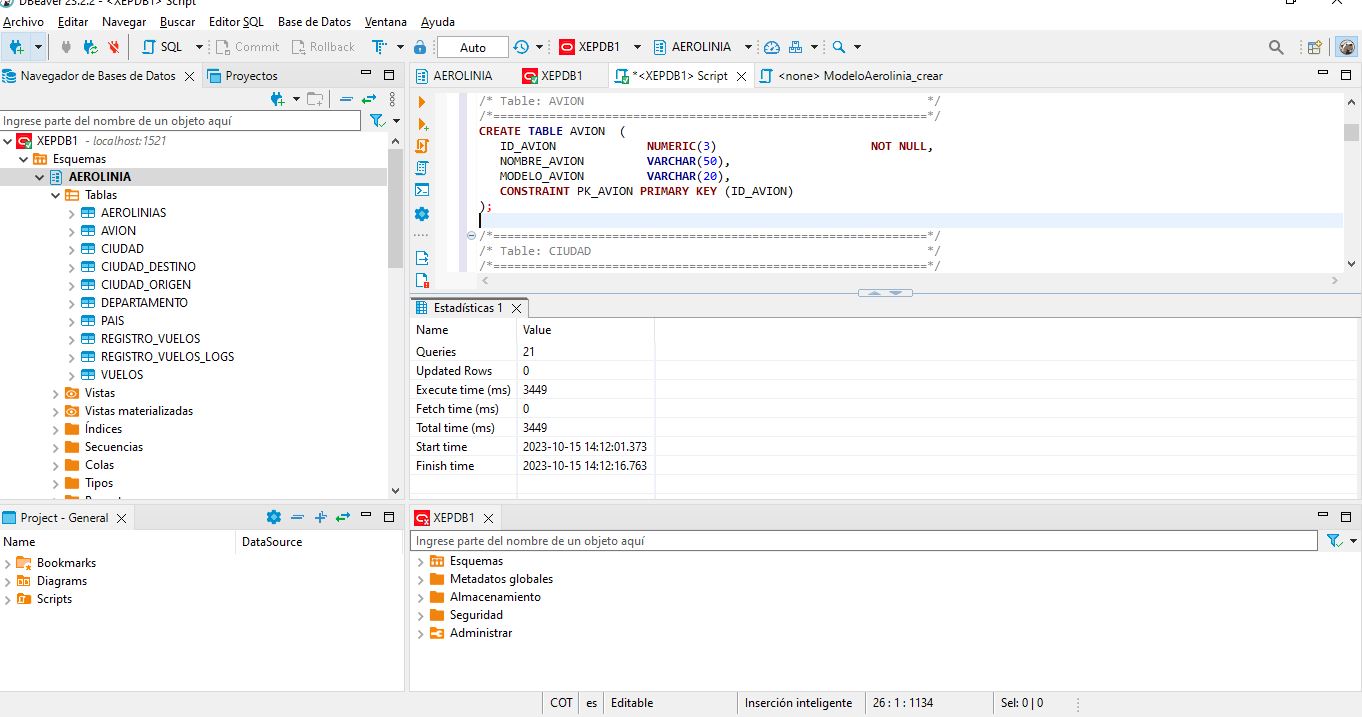 DBeaver 23.2.2 - <XEPDB1> Script
Archivo Editar Navegar Buscar Editor SQL Base de Datos Ventana Ayuda
SQL Commit Rollback Auto XEPDB1 AEROLINIA
Navegador de Bases de Datos Proyectos
Ingrese parte del nombre de un objeto aquí
XEPDB1 - localhost:1521
Esquemas
AEROLINIA
Tablas
AEROLINIAS
AVION
CIUDAD
CIUDAD_DESTINO
CIUDAD_ORIGEN
DEPARTAMENTO
PAIS
REGISTRO_VUELOS
REGISTRO_VUELOS_LOGS
VUELOS
Vistas
Vistas materializadas
Índices
Secuencias
Colas
Tipos
AEROLINIA XEPDB1 *<XEPDB1> Script <none> ModeloAerolinia_crear
/* Table: AVION */
/*==============================================================*/
CREATE TABLE AVION (
ID_AVION NUMERIC(3) NOT NULL,
NOMBRE_AVION VARCHAR(50),
MODELO_AVION VARCHAR(20),
CONSTRAINT PK_AVION PRIMARY KEY (ID_AVION)
);
/*==============================================================*/
/* Table: CIUDAD */
/*==============================================================*/
Estadísticas 1
Name Value
Queries 21
Updated Rows 0
Execute time (ms) 3449
Fetch time (ms) 0
Total time (ms) 3449
Start time 2023-10-15 14:12:01.373
Finish time 2023-10-15 14:12:16.763
Project - General
Name DataSource
Bookmarks
Diagrams
Scripts
XEPDB1
Ingrese parte del nombre de un objeto aquí
Esquemas
Metadatos globales
Almacenamiento
Seguridad
Administrar
COT es Editable Inserción inteligente 26 : 1 : 1134 Sel: 0 | 0